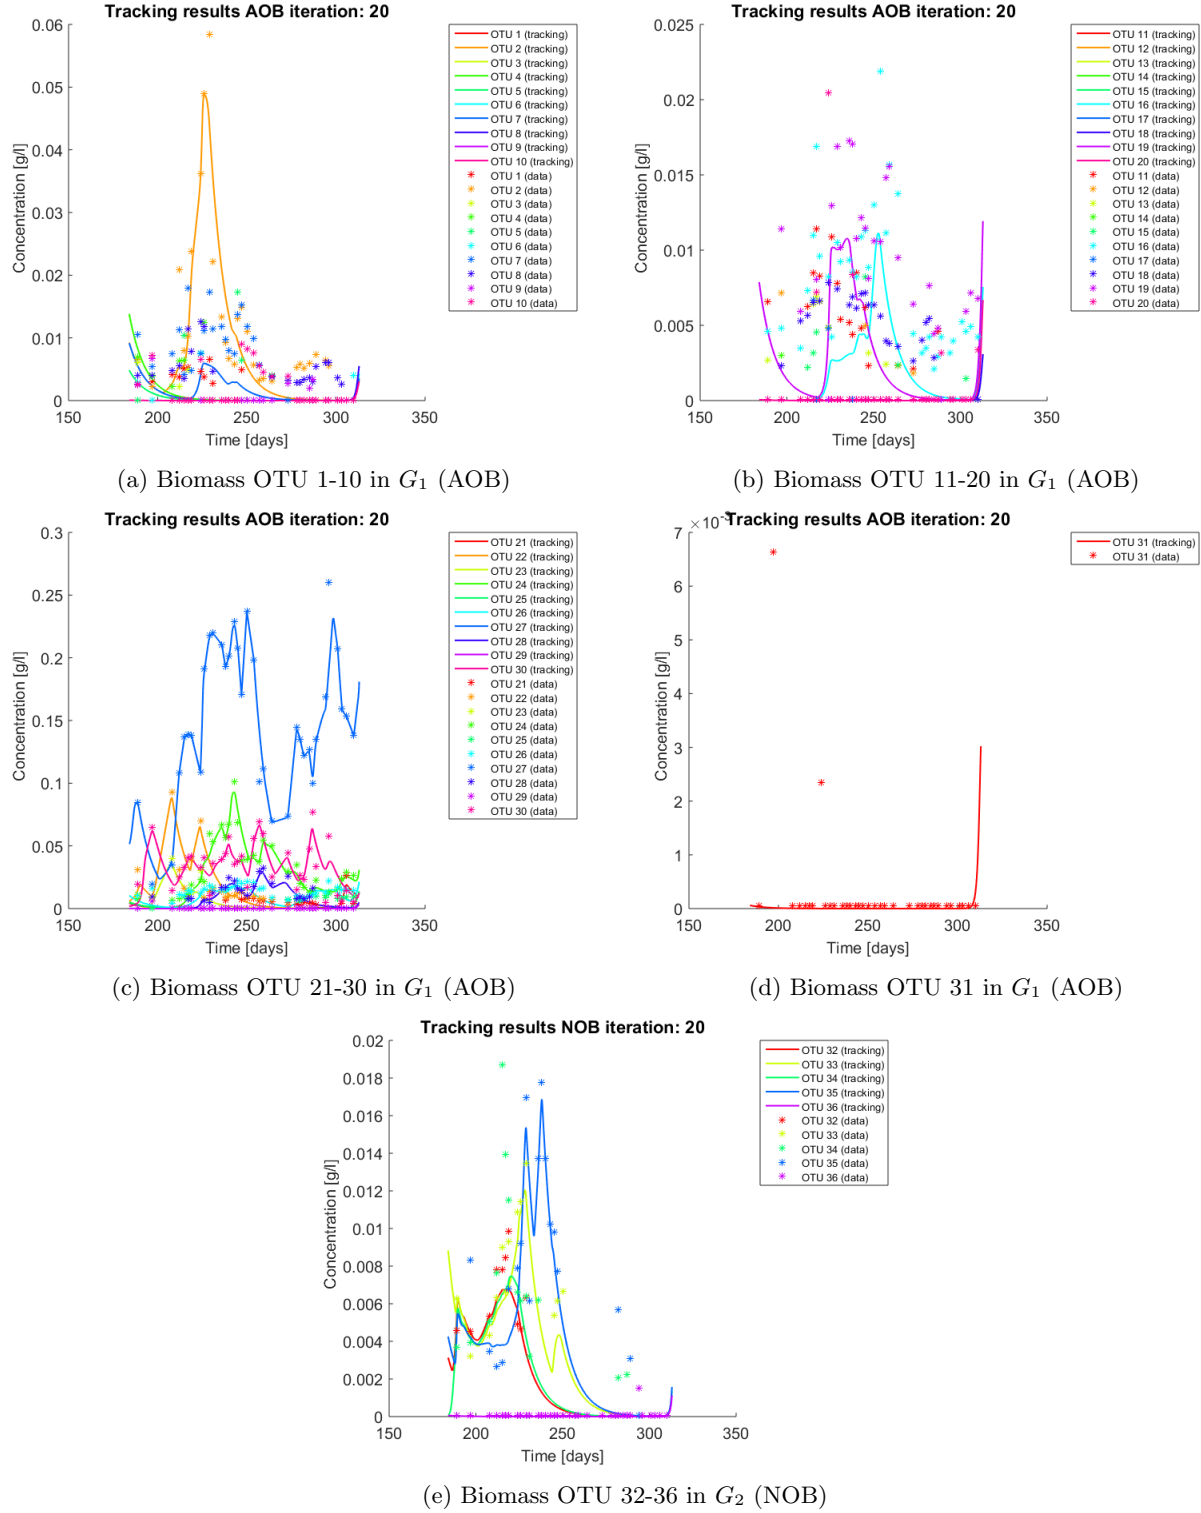 Tracking results AOB iteration: 20
Concentration [g/l]
0.06
0.05
0.04
0.03
0.02
0.01
0
150
200
250
300
350
Time [days]
OTU 1 (tracking)
OTU 2 (tracking)
OTU 3 (tracking)
OTU 4 (tracking)
OTU 5 (tracking)
OTU 6 (tracking)
OTU 7 (tracking)
OTU 8 (tracking)
OTU 9 (tracking)
OTU 10 (tracking)
OTU 1 (data)
OTU 2 (data)
OTU 3 (data)
OTU 4 (data)
OTU 5 (data)
OTU 6 (data)
OTU 7 (data)
OTU 8 (data)
OTU 9 (data)
OTU 10 (data)
(a) Biomass OTU 1-10 in G1 (AOB)
Tracking results AOB iteration: 20
Concentration [g/l]
0.025
0.02
0.015
0.01
0.005
0
150
200
250
300
350
Time [days]
OTU 11 (tracking)
OTU 12 (tracking)
OTU 13 (tracking)
OTU 14 (tracking)
OTU 15 (tracking)
OTU 16 (tracking)
OTU 17 (tracking)
OTU 18 (tracking)
OTU 19 (tracking)
OTU 20 (tracking)
OTU 11 (data)
OTU 12 (data)
OTU 13 (data)
OTU 14 (data)
OTU 15 (data)
OTU 16 (data)
OTU 17 (data)
OTU 18 (data)
OTU 19 (data)
OTU 20 (data)
(b) Biomass OTU 11-20 in G1 (AOB)
Tracking results AOB iteration: 20
Concentration [g/l]
0.3
0.25
0.2
0.15
0.1
0.05
0
150
200
250
300
350
Time [days]
OTU 21 (tracking)
OTU 22 (tracking)
OTU 23 (tracking)
OTU 24 (tracking)
OTU 25 (tracking)
OTU 26 (tracking)
OTU 27 (tracking)
OTU 28 (tracking)
OTU 29 (tracking)
OTU 30 (tracking)
OTU 21 (data)
OTU 22 (data)
OTU 23 (data)
OTU 24 (data)
OTU 25 (data)
OTU 26 (data)
OTU 27 (data)
OTU 28 (data)
OTU 29 (data)
OTU 30 (data)
(c) Biomass OTU 21-30 in G1 (AOB)
×10
Tracking results AOB iteration: 20
Concentration [g/l]
7
6
5
4
3
2
1
0
150
200
250
300
350
Time [days]
OTU 31 (tracking)
OTU 31 (data)
(d) Biomass OTU 31 in G1 (AOB)
Tracking results NOB iteration: 20
Concentration [g/l]
0.02
0.018
0.016
0.014
0.012
0.01
0.008
0.006
0.004
0.002
0
150
200
250
300
350
Time [days]
OTU 32 (tracking)
OTU 33 (tracking)
OTU 34 (tracking)
OTU 35 (tracking)
OTU 36 (tracking)
OTU 32 (data)
OTU 33 (data)
OTU 34 (data)
OTU 35 (data)
OTU 36 (data)
(e) Biomass OTU 32-36 in G2 (NOB)